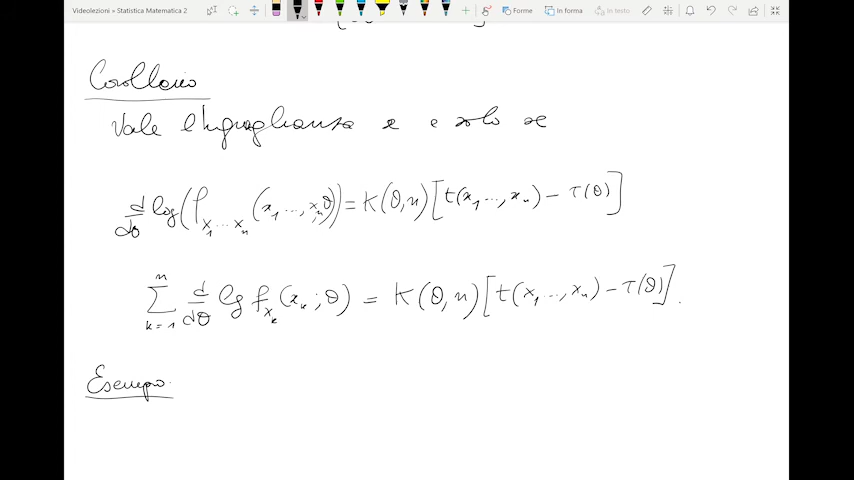 Videolezioni » Statistica Matematica 2
Forme
In forma
In testo
Corollario
Vale l'uguaglianza se e solo se
d/dθ log(f_{X_1...X_n}(x_1...,x_n;θ)) = K(θ,n)[t(x_1...,x_n) - τ(θ)]
∑_{k=1}^{n} d/dθ log f_{X_k}(x_k;θ) = K(θ,n)[t(x_1...,x_n) - τ(θ)].
Esempio.